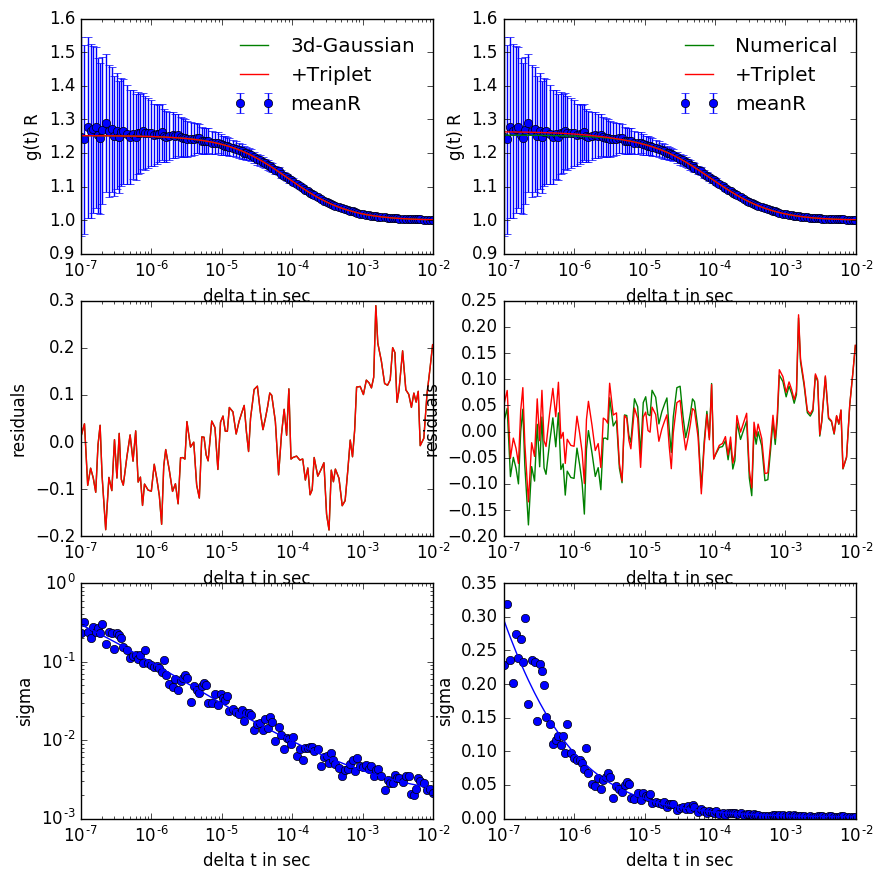 1.6
1.5
1.4
1.3
1.2
1.1
1.0
0.9
g(t) R
3d-Gaussian
+Triplet
meanR
10^-7 10^-6 10^-5 10^-4 10^-3 10^-2
delta t in sec
1.6
1.5
1.4
1.3
1.2
1.1
1.0
0.9
g(t) R
Numerical
+Triplet
meanR
10^-7 10^-6 10^-5 10^-4 10^-3 10^-2
delta t in sec
0.3
0.2
0.1
0.0
−0.1
−0.2
residuals
10^-7 10^-6 10^-5 10^-4 10^-3 10^-2
delta t in sec
0.25
0.20
0.15
0.10
0.05
0.00
−0.05
−0.10
−0.15
−0.20
residuals
10^-7 10^-6 10^-5 10^-4 10^-3 10^-2
delta t in sec
10^0
10^-1
10^-2
10^-3
sigma
10^-7 10^-6 10^-5 10^-4 10^-3 10^-2
delta t in sec
0.35
0.30
0.25
0.20
0.15
0.10
0.05
0.00
sigma
10^-7 10^-6 10^-5 10^-4 10^-3 10^-2
delta t in sec